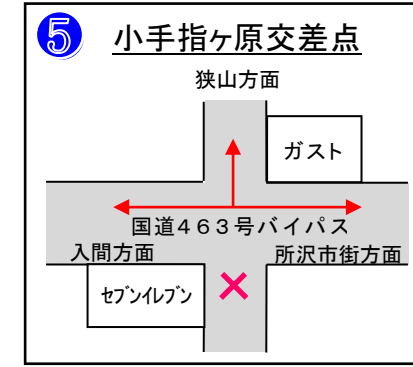 5 小手指ヶ原交差点
狭山方面
ガスト
国道463号バイパス
入間方面
所沢市街方面
セブンイレブン